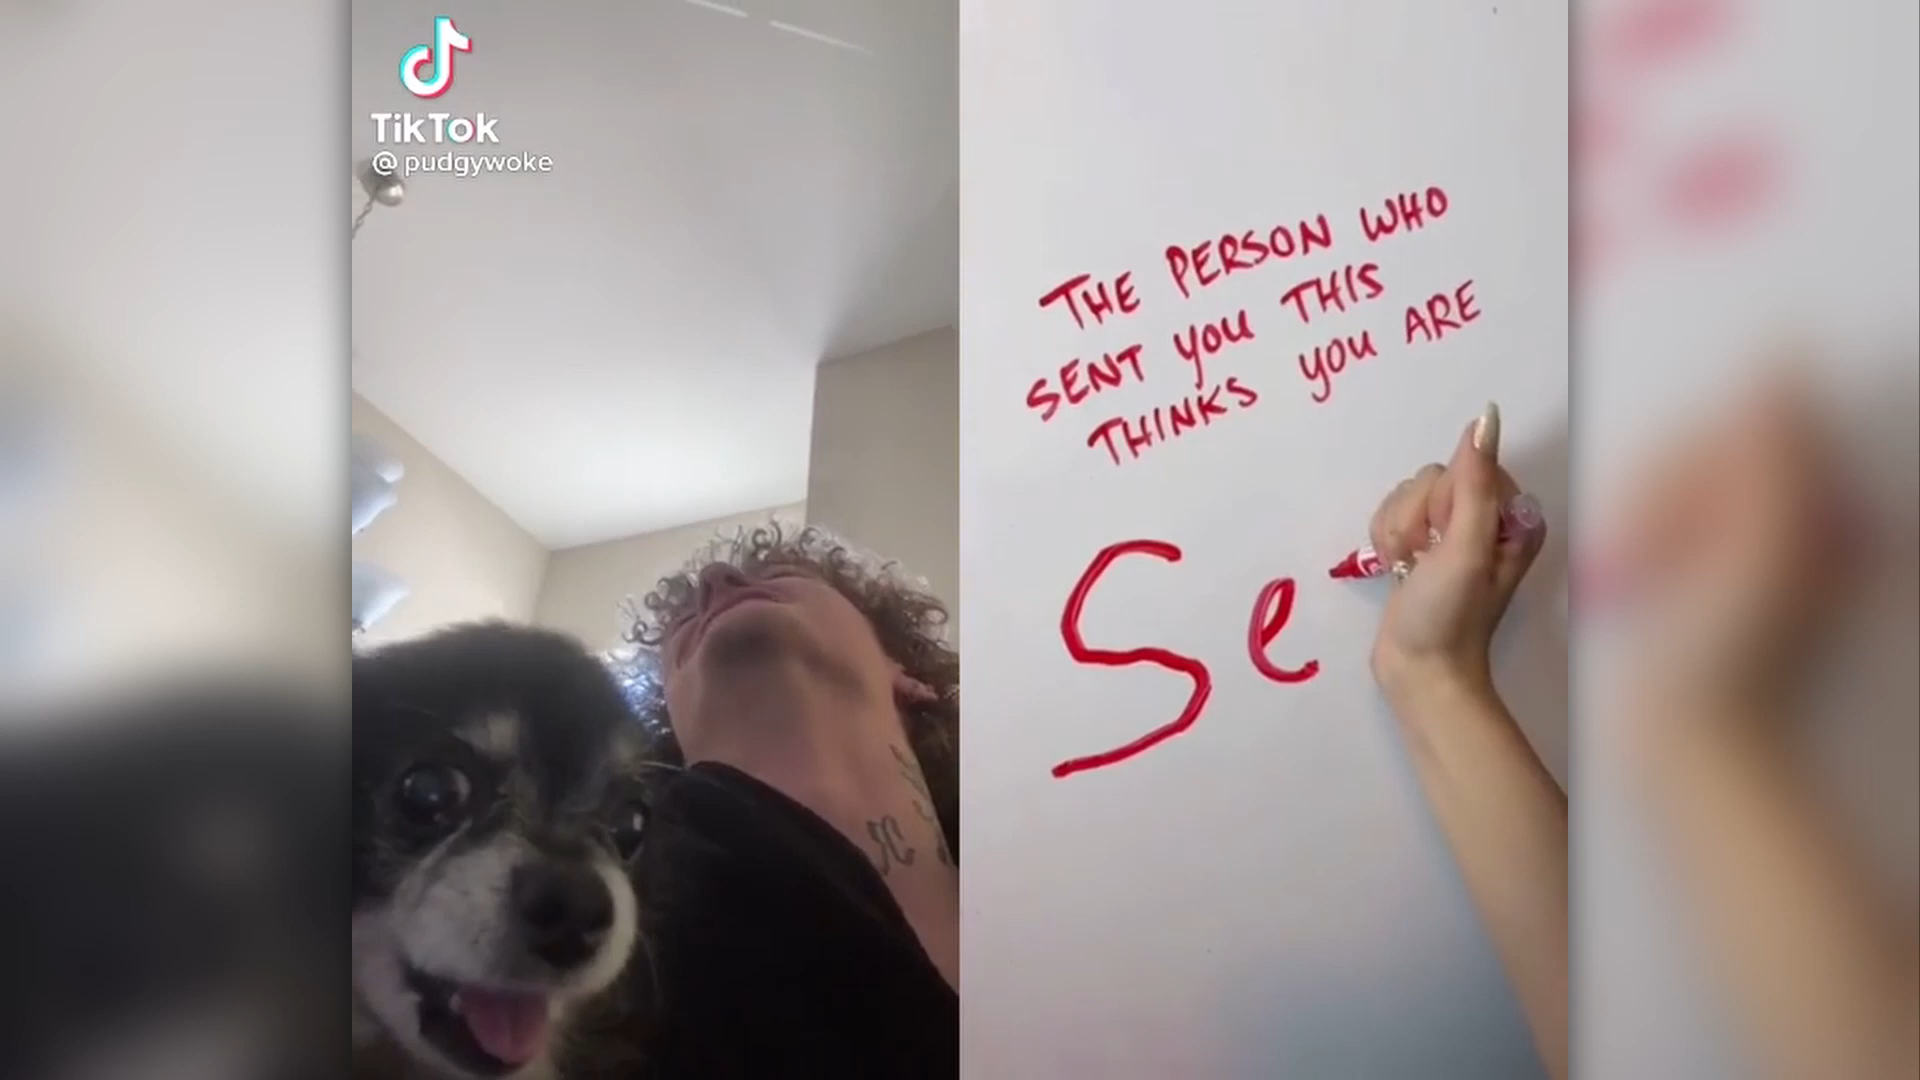 TikTok
@pudgywoke
THE PERSON WHO
SENT YOU THIS
THINKS YOU ARE
Se